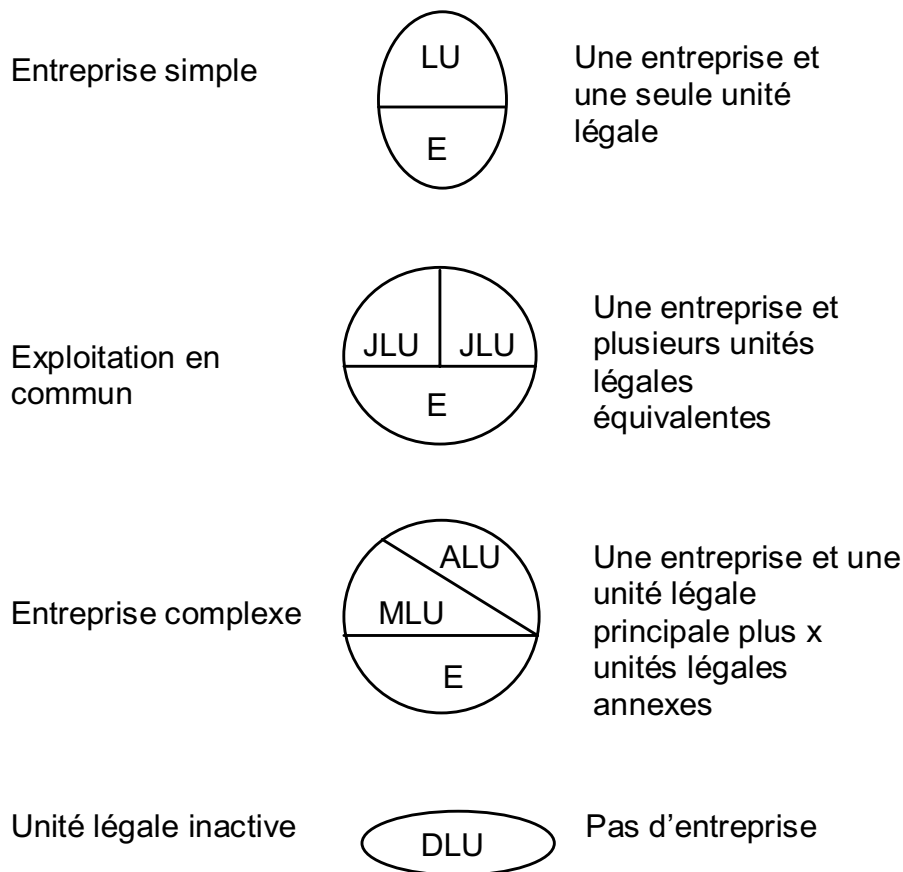 Entreprise simple
LU
E
Une entreprise et
une seule unité
légale
Exploitation en
commun
JLU
JLU
E
Une entreprise et
plusieurs unités
légales
équivalentes
Entreprise complexe
ALU
MLU
E
Une entreprise et une
unité légale
principale plus x
unités légales
annexes
Unité légale inactive
DLU
Pas d’entreprise